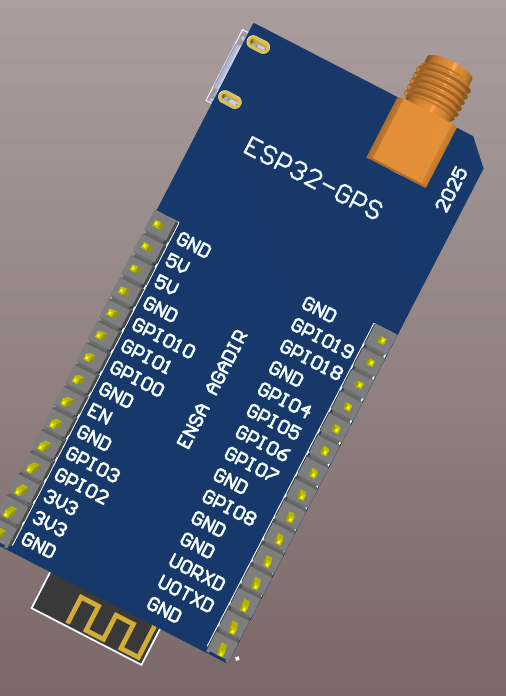 ESP32-GPS
2025
GND
5V
5V
GND
GPIO10
GPIO1
GPIO0
GND
EN
GND
GPIO3
GPIO2
3V3
3V3
GND
ENSA AGADIR
GND
GPIO19
GPIO18
GND
GPIO4
GPIO5
GPIO6
GPIO7
GND
GPIO8
GND
GND
U0RXD
U0TXD
GND